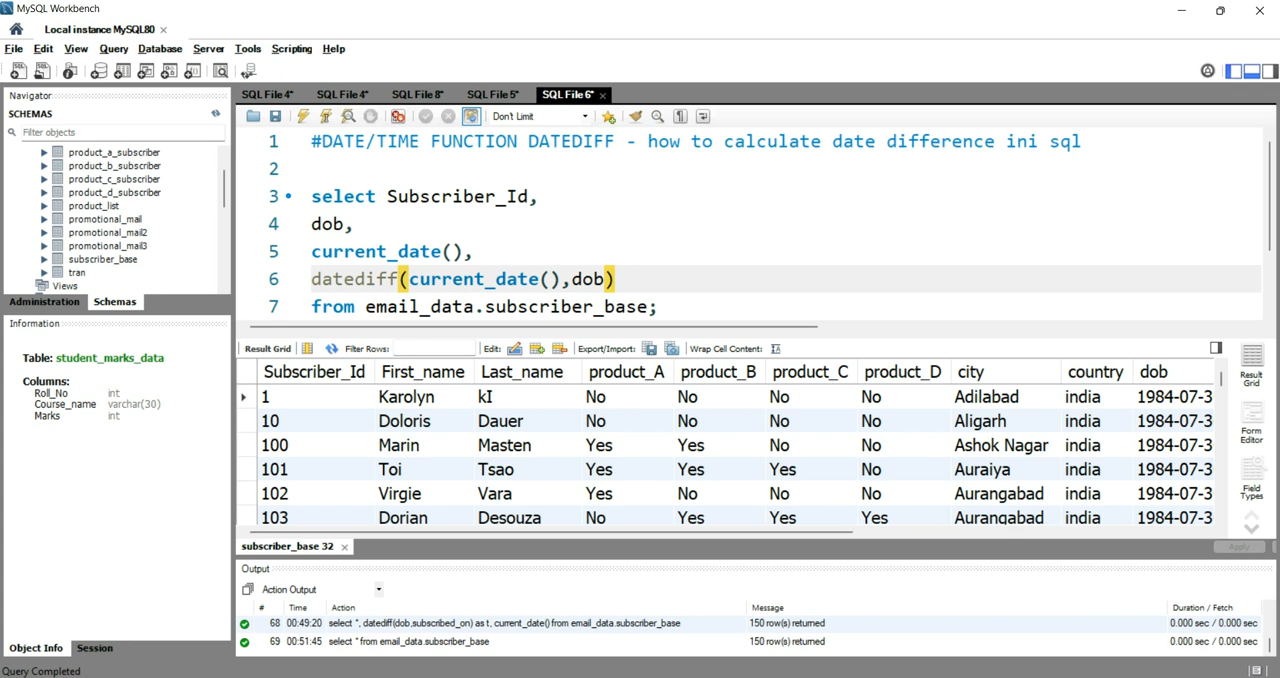 MySQL Workbench
Local instance MySQL80
File Edit View Query Database Server Tools Scripting Help
Navigator
SCHEMAS
Filter objects
product_a_subscriber
product_b_subscriber
product_c_subscriber
product_d_subscriber
product_list
promotional_mail
promotional_mail2
promotional_mail3
subscriber_base
tran
Views
Administration Schemas
Information
Table: student_marks_data
Columns:
Roll_No int
Course_name varchar(30)
Marks int
Object Info Session
Query Completed
SQL File 4* SQL File 4* SQL File 8* SQL File 5* SQL File 6*
Don't Limit
1 #DATE/TIME FUNCTION DATEDIFF - how to calculate date difference ini sql
2
3 select Subscriber_Id,
4 dob,
5 current_date(),
6 datediff(current_date(),dob)
7 from email_data.subscriber_base;
Result Grid Filter Rows: Edit: Export/Import: Wrap Cell Content:
Subscriber_Id First_name Last_name product_A product_B product_C product_D city country dob
1 Karolyn kI No No No No Adilabad india 1984-07-3
10 Doloris Dauer No No No No Aligarh india 1984-07-3
100 Marin Masten Yes Yes No No Ashok Nagar india 1984-07-3
101 Toi Tsao Yes Yes Yes No Auraiya india 1984-07-3
102 Virgie Vara Yes No No No Aurangabad india 1984-07-3
103 Dorian Desouza No Yes Yes Yes Aurangabad india 1984-07-3
Result Grid
Form Editor
Field Types
subscriber_base 32
Apply
Output
Action Output
# Time Action Message Duration / Fetch
68 00:49:20 select *, datediff(dob,subscribed_on) as t, current_date() from email_data.subscriber_base 150 row(s) returned 0.000 sec / 0.000 sec
69 00:51:45 select * from email_data.subscriber_base 150 row(s) returned 0.000 sec / 0.000 sec